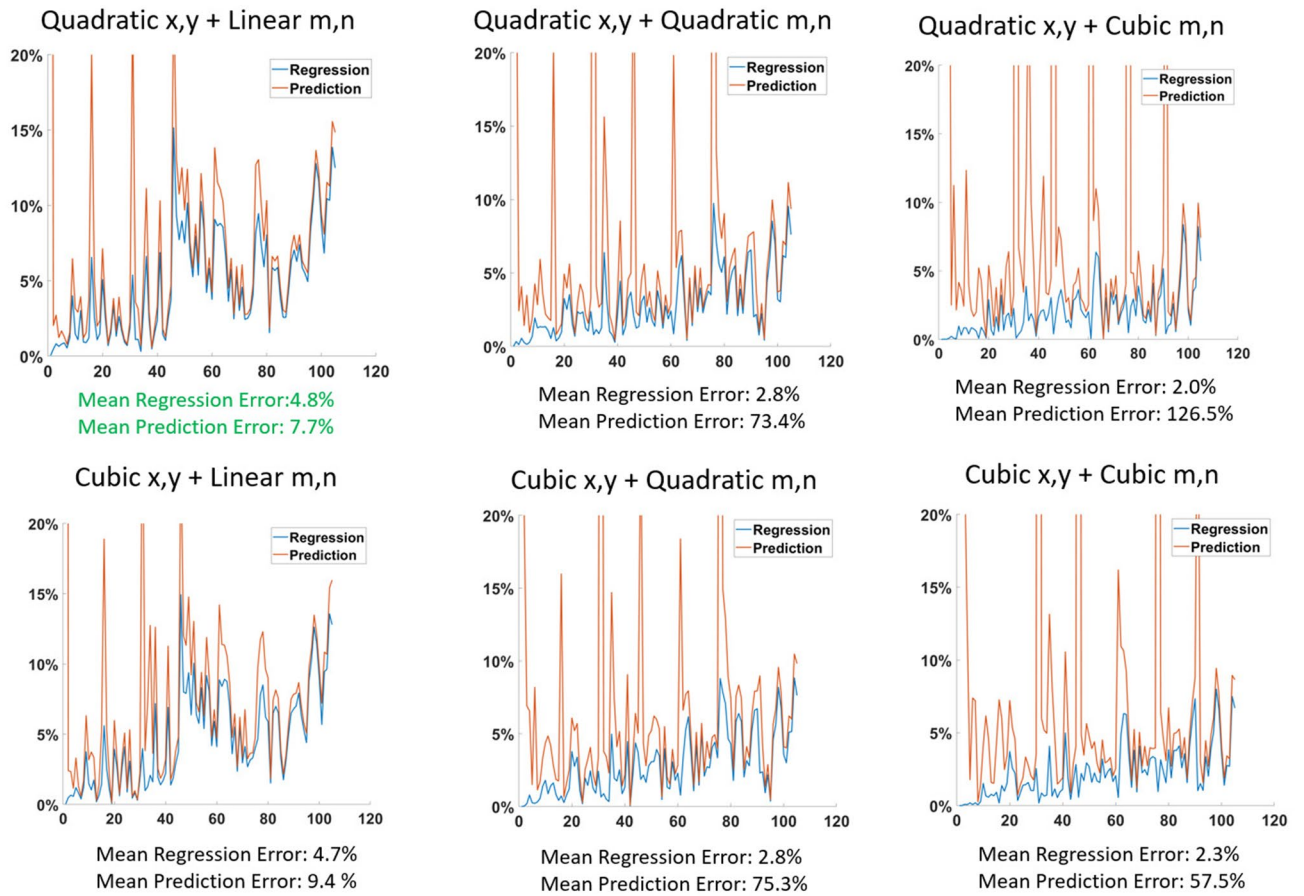 Quadratic x,y + Linear m,n
20%
15%
10%
5%
0%
Regression
Prediction
0 20 40 60 80 100 120
Mean Regression Error:4.8%
Mean Prediction Error: 7.7%
Quadratic x,y + Quadratic m,n
20%
15%
10%
5%
0%
Regression
Prediction
0 20 40 60 80 100 120
Mean Regression Error: 2.8%
Mean Prediction Error: 73.4%
Quadratic x,y + Cubic m,n
20%
15%
10%
5%
0%
Regression
Prediction
0 20 40 60 80 100 120
Mean Regression Error: 2.0%
Mean Prediction Error: 126.5%
Cubic x,y + Linear m,n
20%
15%
10%
5%
0%
Regression
Prediction
0 20 40 60 80 100 120
Mean Regression Error: 4.7%
Mean Prediction Error: 9.4 %
Cubic x,y + Quadratic m,n
20%
15%
10%
5%
0%
Regression
Prediction
0 20 40 60 80 100 120
Mean Regression Error: 2.8%
Mean Prediction Error: 75.3%
Cubic x,y + Cubic m,n
20%
15%
10%
5%
0%
Regression
Prediction
0 20 40 60 80 100 120
Mean Regression Error: 2.3%
Mean Prediction Error: 57.5%